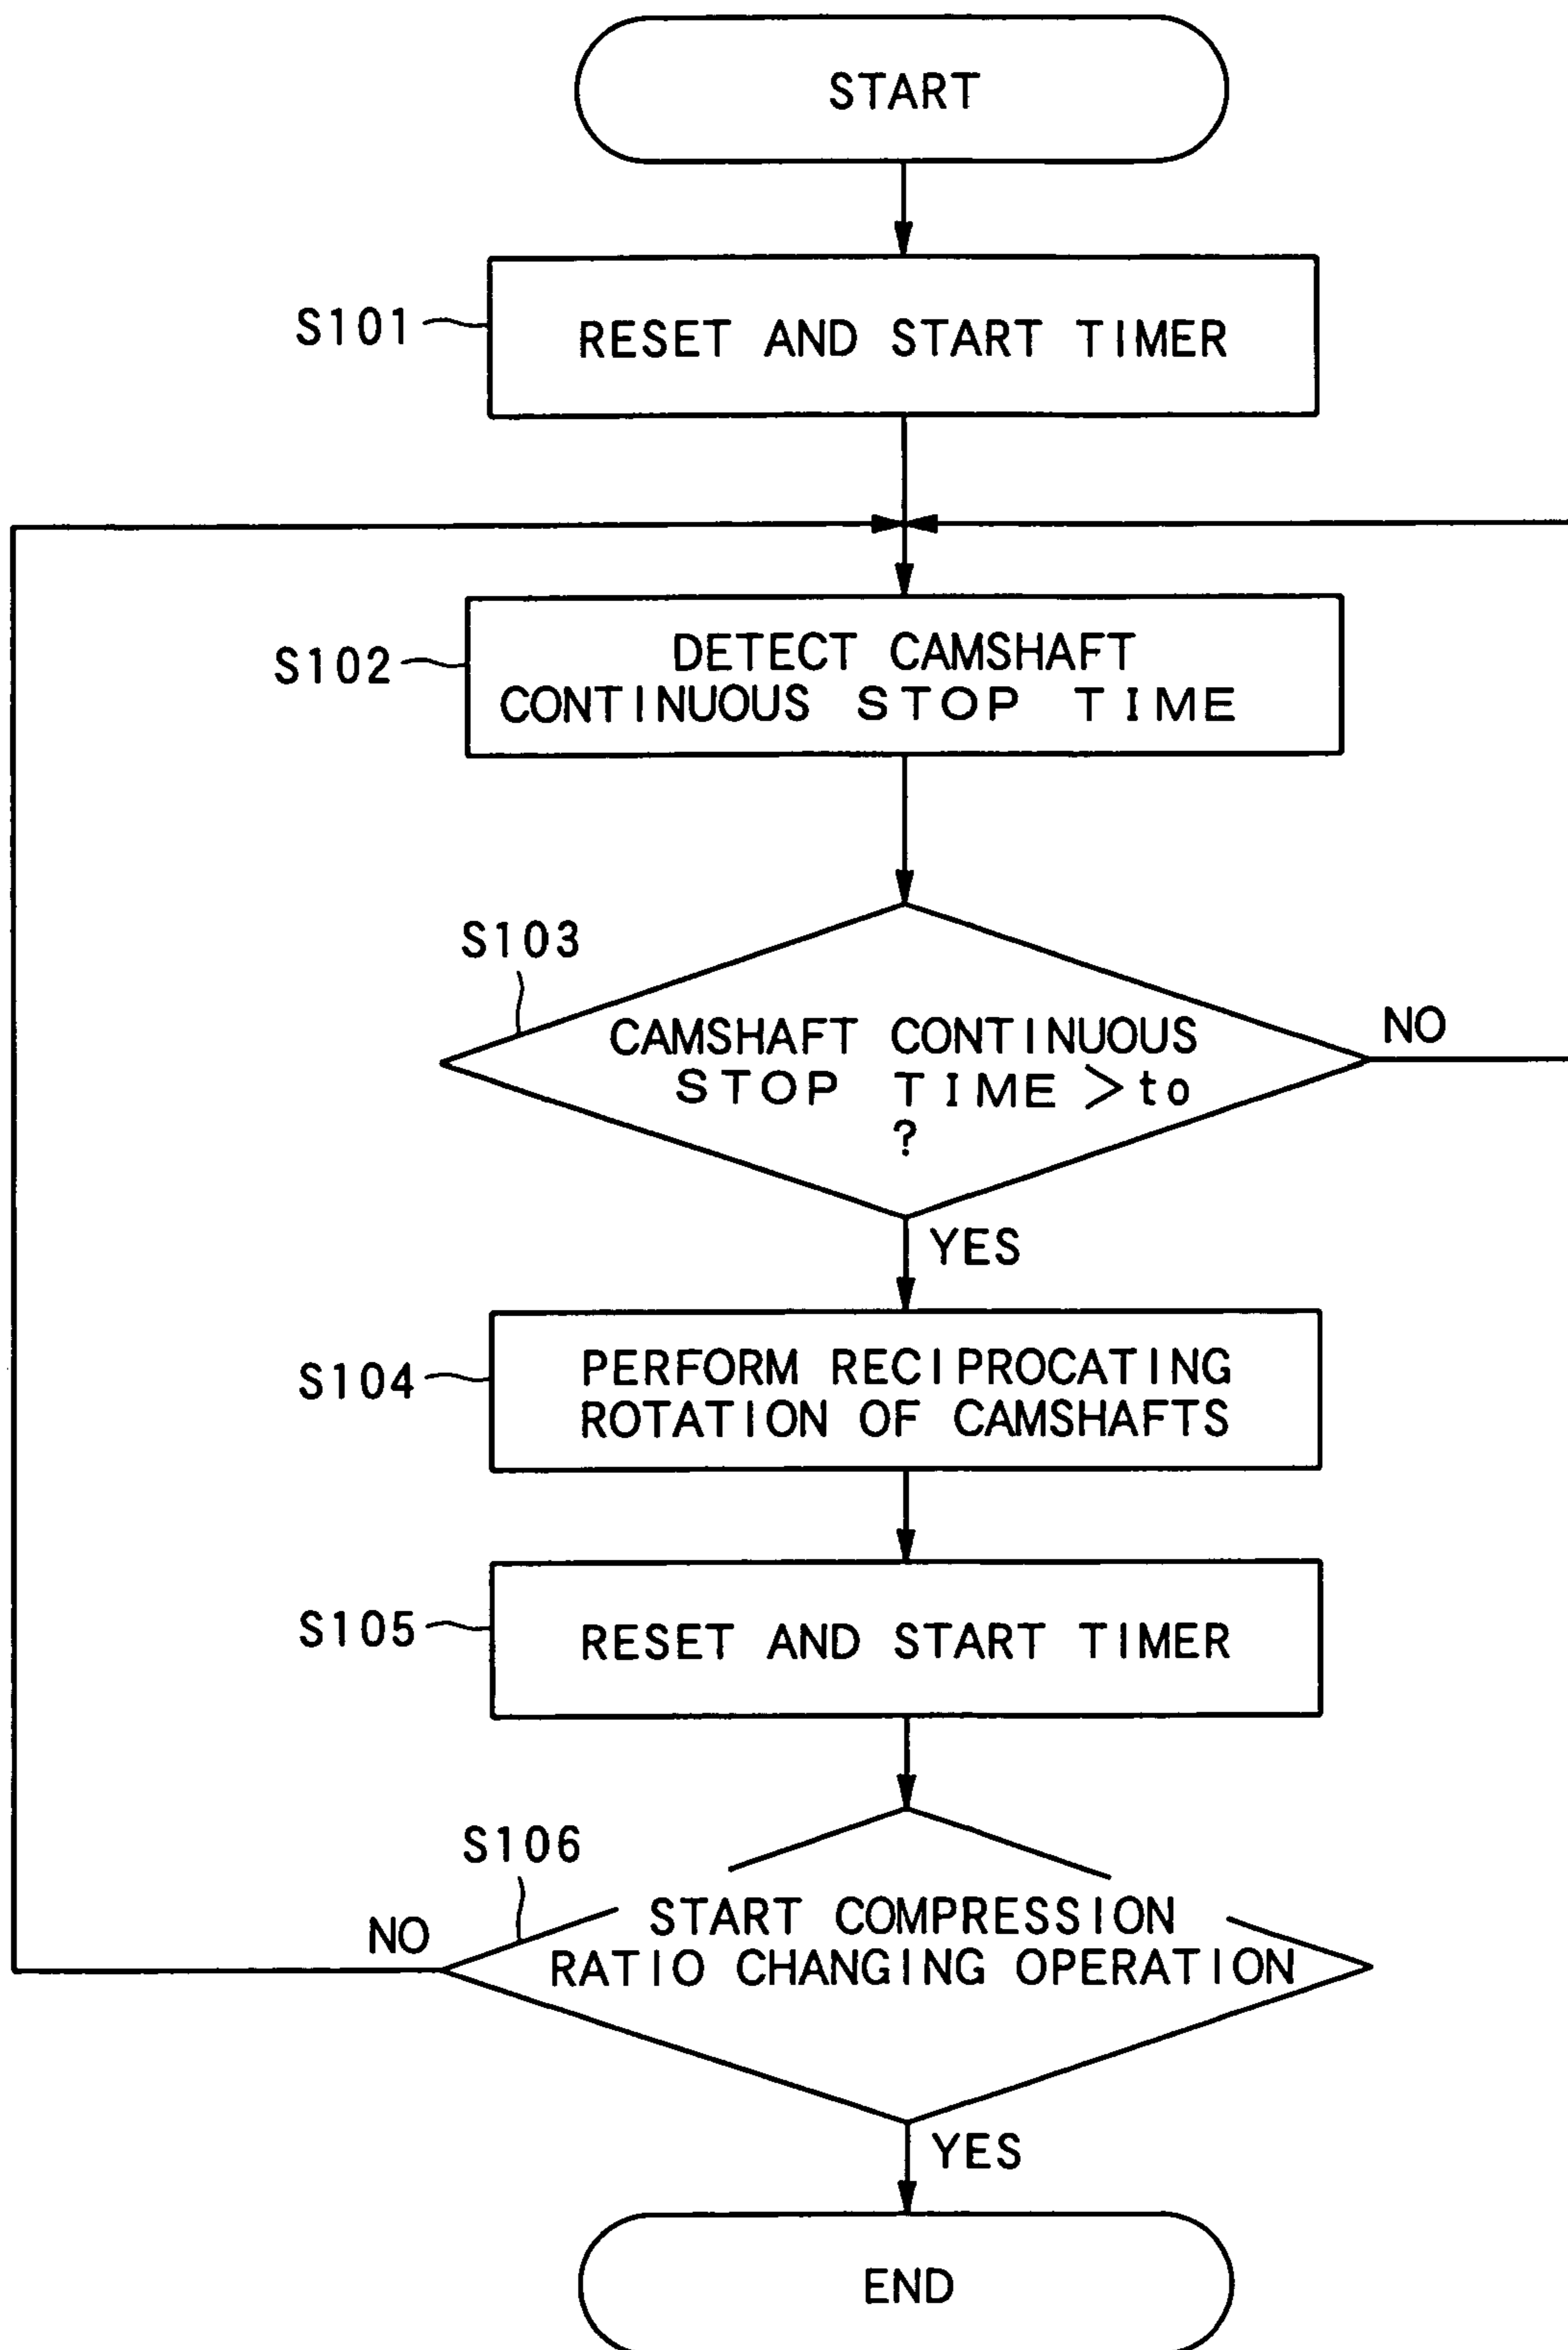 START
S101
RESET AND START TIMER
S102
DETECT CAMSHAFT
CONTINUOUS STOP TIME
S103
CAMSHAFT CONTINUOUS
STOP TIME >to
?
NO
YES
S104
PERFORM RECIPROCATING
ROTATION OF CAMSHAFTS
S105
RESET AND START TIMER
S106
START COMPRESSION
RATIO CHANGING OPERATION
NO
YES
END